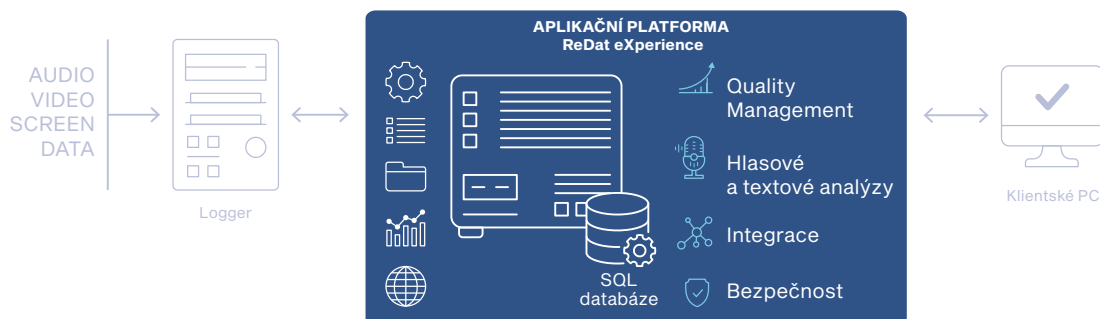 APLIKAČNÍ PLATFORMA
ReDat eXperience
AUDIO
VIDEO
SCREEN
DATA
Logger
SQL
databáze
Quality
Management
Hlasové
a textové analýzy
Integrace
Bezpečnost
Klientské PC